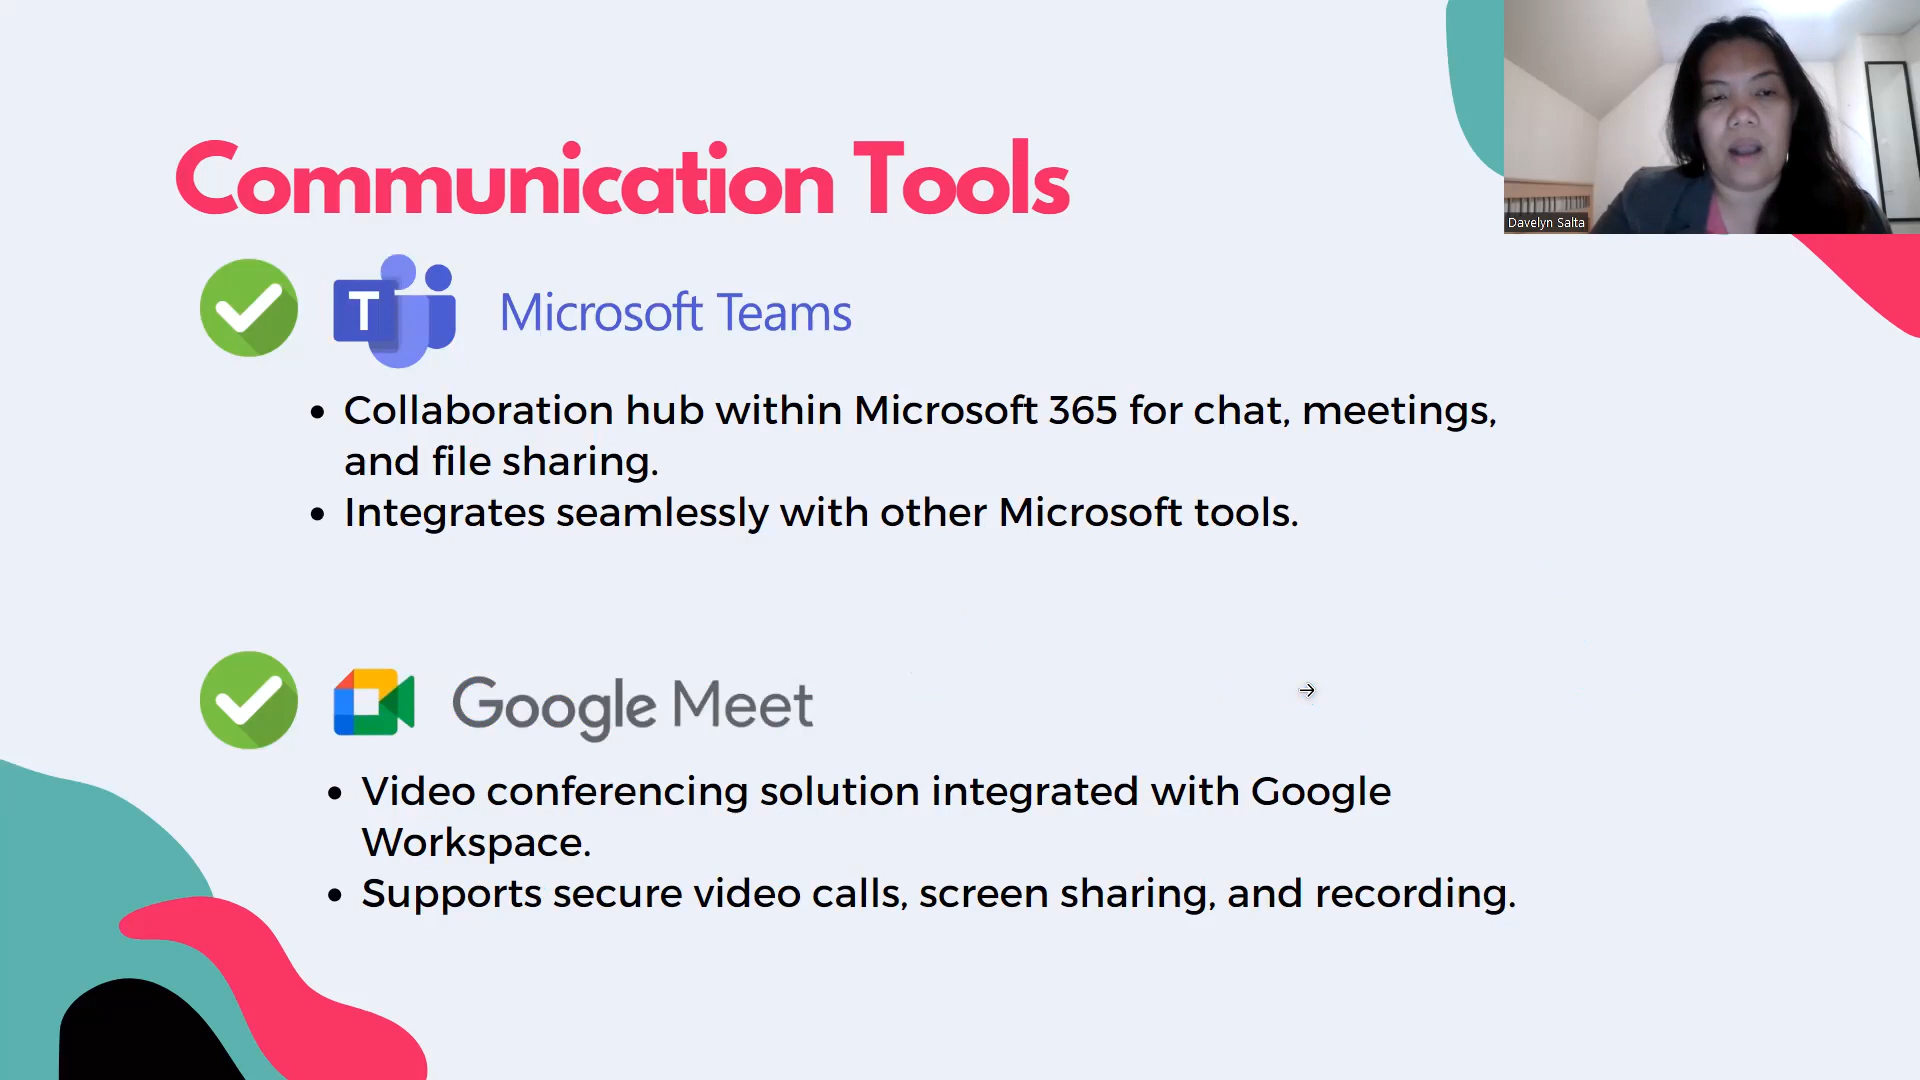 Communication Tools
Davelyn Salta
T
Microsoft Teams
• Collaboration hub within Microsoft 365 for chat, meetings,
and file sharing.
• Integrates seamlessly with other Microsoft tools.
Google Meet
• Video conferencing solution integrated with Google
Workspace.
• Supports secure video calls, screen sharing, and recording.